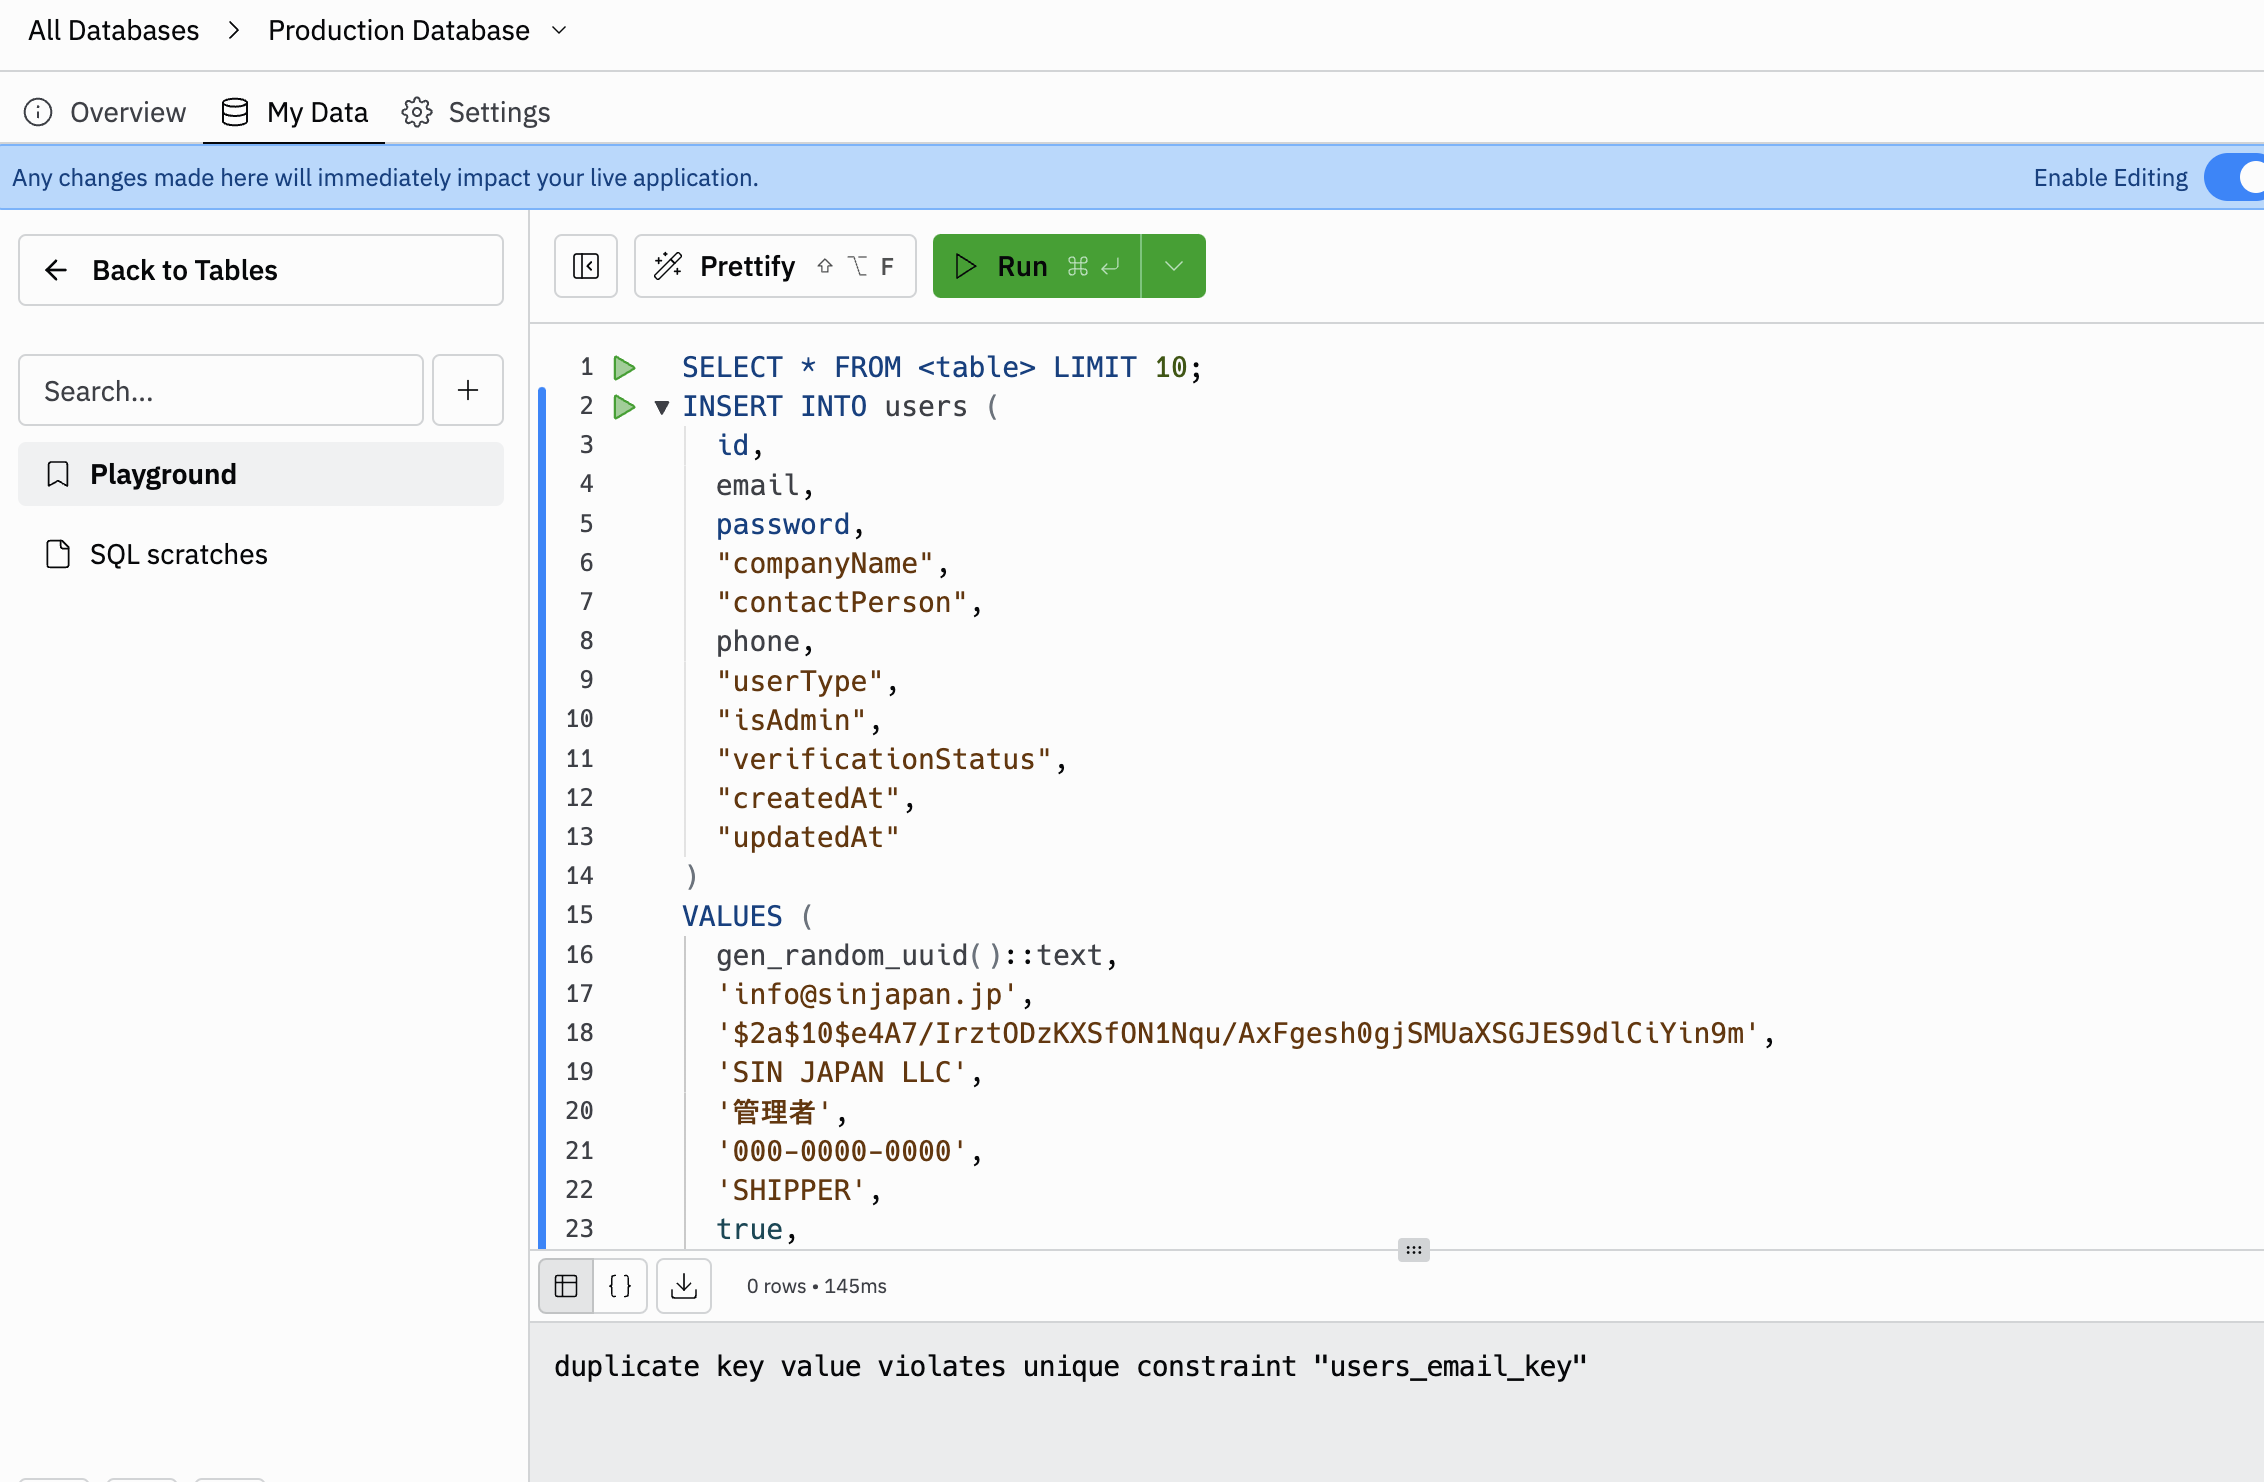 All Databases > Production Database
Overview My Data Settings
Any changes made here will immediately impact your live application. Enable Editing
← Back to Tables
Search...
+
Playground
SQL scratches
Prettify ⇧ ⌥ F
Run ⌘ ↵
1 SELECT * FROM <table> LIMIT 10;
2 INSERT INTO users (
3 id,
4 email,
5 password,
6 "companyName",
7 "contactPerson",
8 phone,
9 "userType",
10 "isAdmin",
11 "verificationStatus",
12 "createdAt",
13 "updatedAt"
14 )
15 VALUES (
16 gen_random_uuid()::text,
17 'info@sinjapan.jp',
18 '$2a$10$e4A7/IrztODzKXSfON1Nqu/AxFgesh0gjSMUaXSGJES9dlCiYin9m',
19 'SIN JAPAN LLC',
20 '管理者',
21 '000-0000-0000',
22 'SHIPPER',
23 true,
{} 0 rows • 145ms
duplicate key value violates unique constraint "users_email_key"